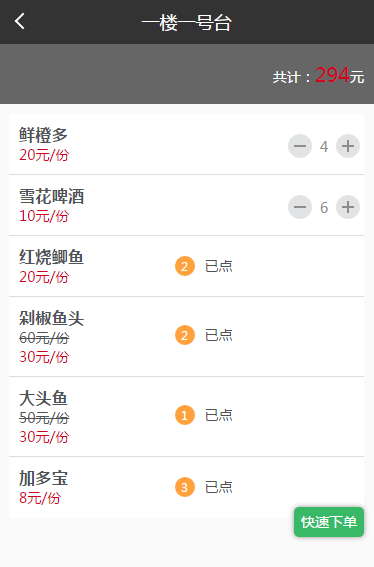 一楼一号台
共计：294元
鲜橙多
20元/份
4
雪花啤酒
10元/份
6
红烧鲫鱼
20元/份
2 已点
剁椒鱼头
60元/份
30元/份
2 已点
大头鱼
50元/份
30元/份
1 已点
加多宝
8元/份
3 已点
快速下单